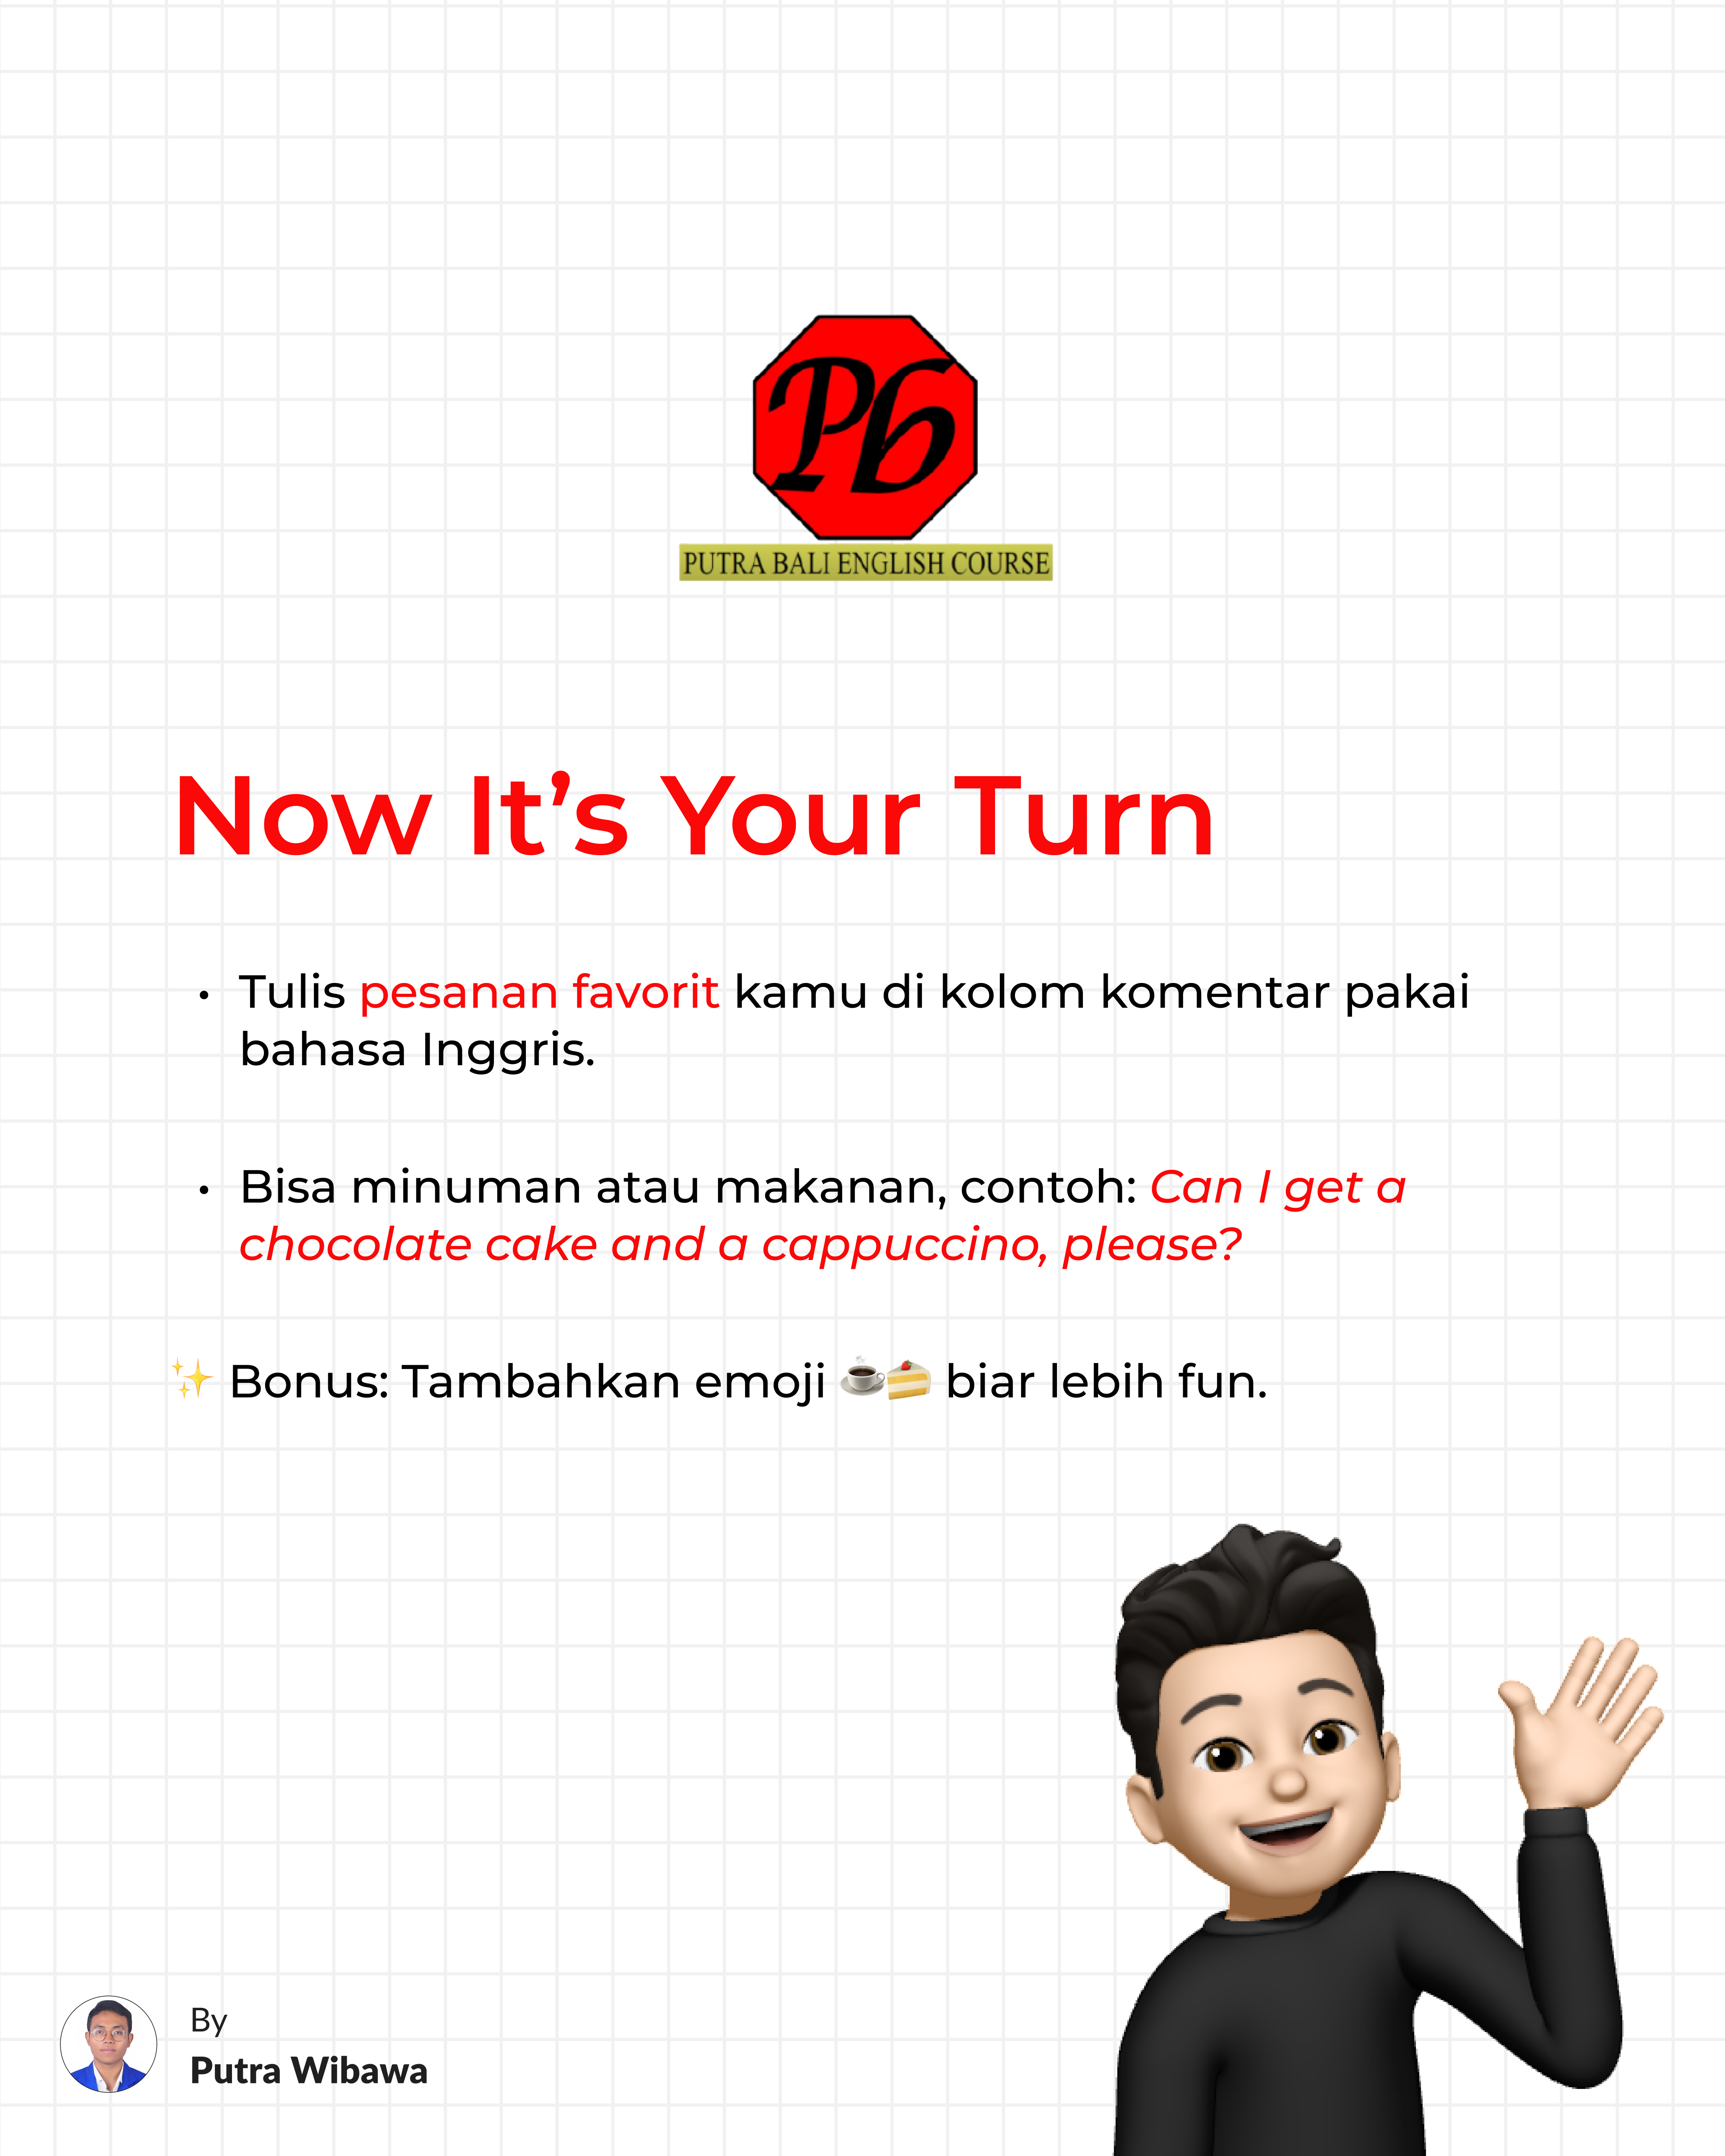 Pb
PUTRA BALI ENGLISH COURSE
Now It’s Your Turn
• Tulis pesanan favorit kamu di kolom komentar pakai
bahasa Inggris.
• Bisa minuman atau makanan, contoh: Can I get a
chocolate cake and a cappuccino, please?
✨ Bonus: Tambahkan emoji ☕🍰 biar lebih fun.
By
Putra Wibawa